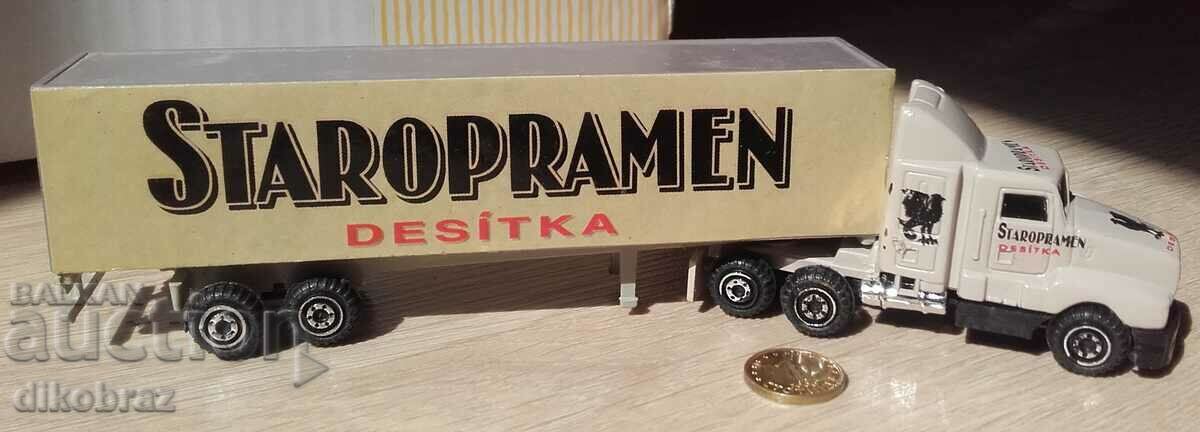 STAROPRAMEN
DESÍTKA
STAROPRAMEN
DESÍTKA
BALKAN
auction
dikobraz